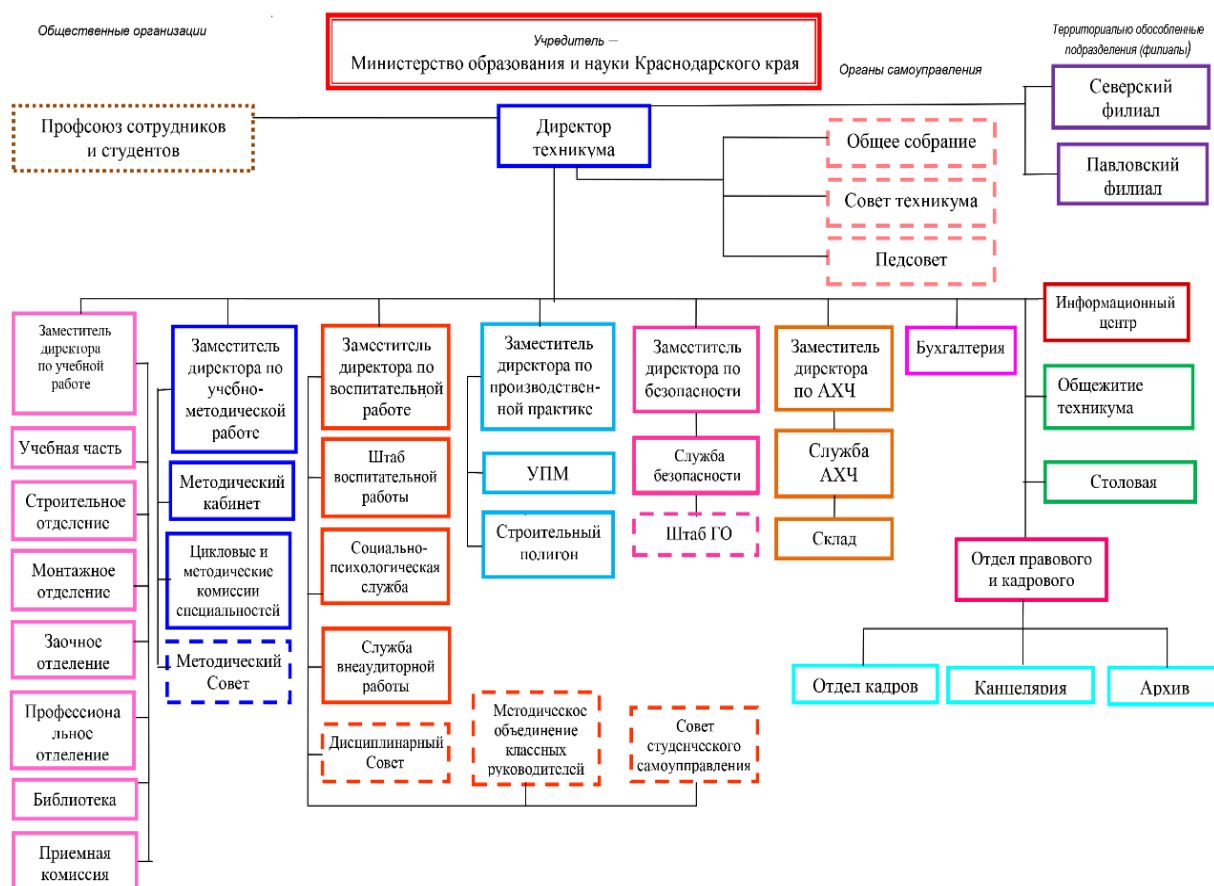 Общественные организации
Учредитель –
Министерство образования и науки Краснодарского края
Территориально обособленные
подразделения (филиалы)
Органы самоуправления
Профсоюз сотрудников
и студентов
Директор
техникума
Северский
филиал
Павловский
филиал
Общее собрание
Совет техникума
Педсовет
Заместитель
директора
по учебной
работе
Учебная часть
Строительное
отделение
Монтажное
отделение
Заочное
отделение
Профессиона
льное
отделение
Библиотека
Приемная
комиссия
Заместитель
директора по
учебно-
методической
работе
Методический
кабинет
Цикловые и
методические
комиссии
специальностей
Методический
Совет
Заместитель
директора по
воспитательной
работе
Штаб
воспитательной
работы
Социально-
психологическая
служба
Служба
внеаудиторной
работы
Дисциплинарный
Совет
Методическое
объединение
классных
руководителей
Совет
студенческого
самоупправления
Заместитель
директора по
производствен-
ной практике
УПМ
Строительный
полигон
Заместитель
директора по
безопасности
Служба
безопасности
Штаб ГО
Заместитель
директора
по АХЧ
Служба
АХЧ
Склад
Бухгалтерия
Информационный
центр
Общежитие
техникума
Столовая
Отдел правового
и кадрового
Отдел кадров
Канцелярия
Архив